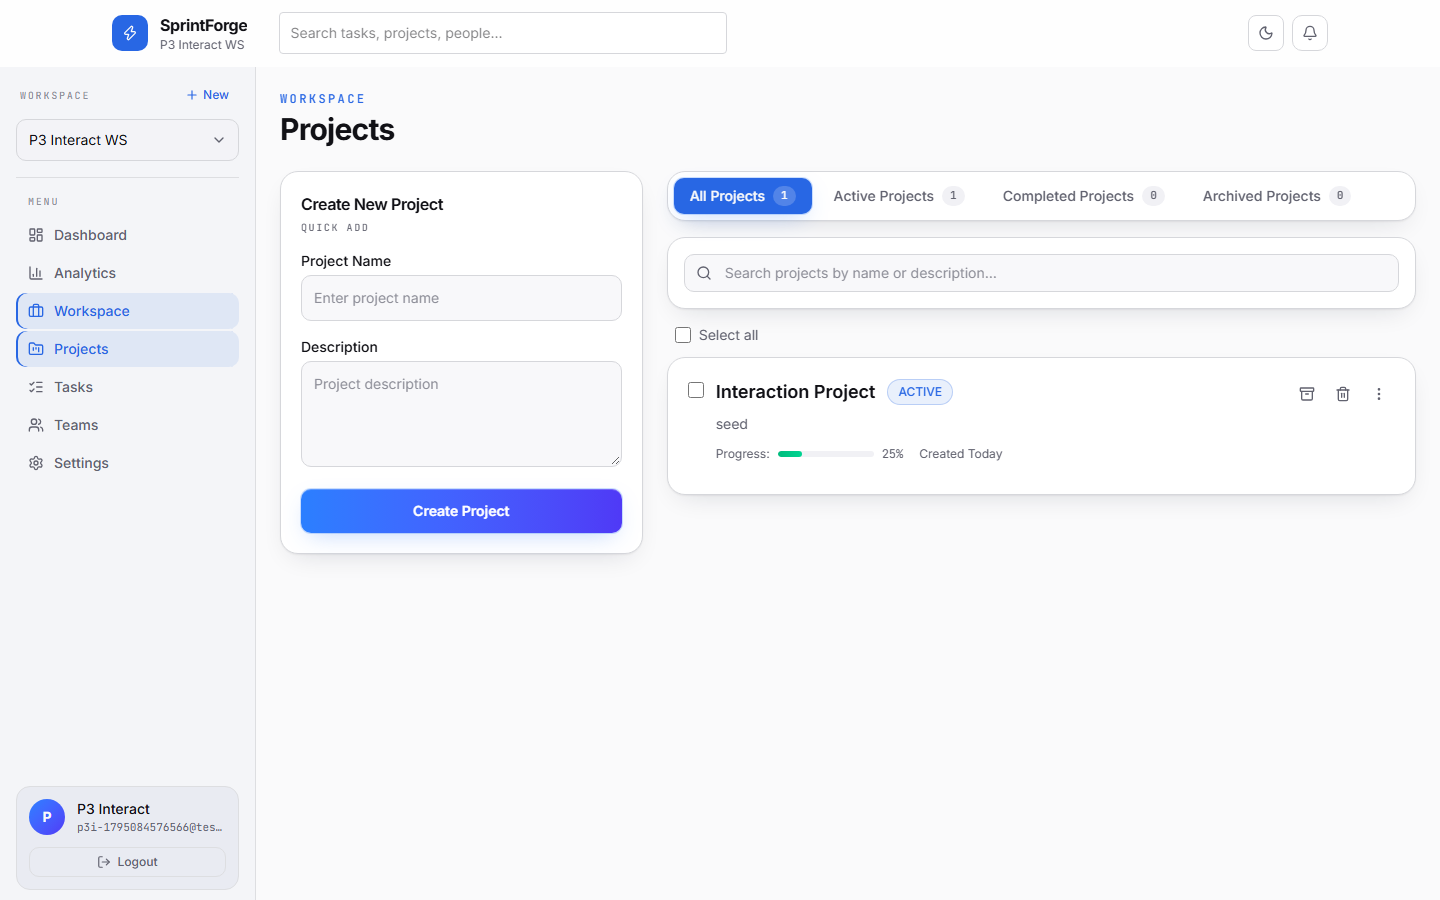 SprintForge
P3 Interact WS
Search tasks, projects, people...
WORKSPACE
New
P3 Interact WS
MENU
Dashboard
Analytics
Workspace
Projects
Tasks
Teams
Settings
P
P3 Interact
p3i-1795084576566@tes…
Logout
WORKSPACE
Projects
Create New Project
QUICK ADD
Project Name
Enter project name
Description
Project description
Create Project
All Projects 1
Active Projects 1
Completed Projects 0
Archived Projects 0
Search projects by name or description...
Select all
Interaction Project ACTIVE
seed
Progress: 25% Created Today